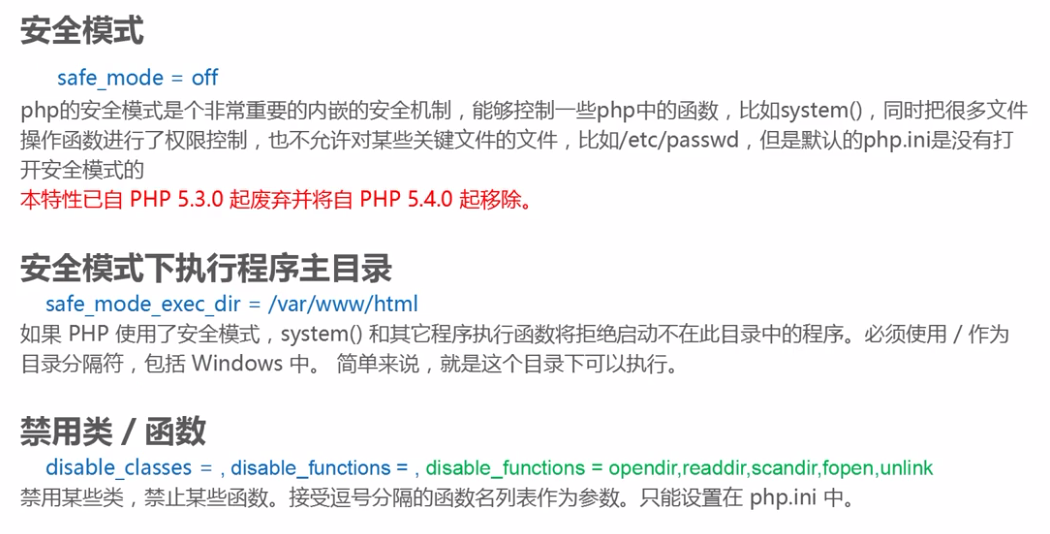 安全模式
safe_mode = off
php的安全模式是个非常重要的内嵌的安全机制，能够控制一些php中的函数，比如system()，同时把很多文件
操作函数进行了权限控制，也不允许对某些关键文件的文件，比如/etc/passwd，但是默认的php.ini是没有打
开安全模式的
本特性已自 PHP 5.3.0 起废弃并将自 PHP 5.4.0 起移除。
安全模式下执行程序主目录
safe_mode_exec_dir = /var/www/html
如果 PHP 使用了安全模式，system() 和其它程序执行函数将拒绝启动不在此目录中的程序。必须使用 / 作为
目录分隔符，包括 Windows 中。 简单来说，就是这个目录下可以执行。
禁用类 / 函数
disable_classes = , disable_functions = , disable_functions = opendir,readdir,scandir,fopen,unlink
禁用某些类，禁止某些函数。接受逗号分隔的函数名列表作为参数。只能设置在 php.ini 中。